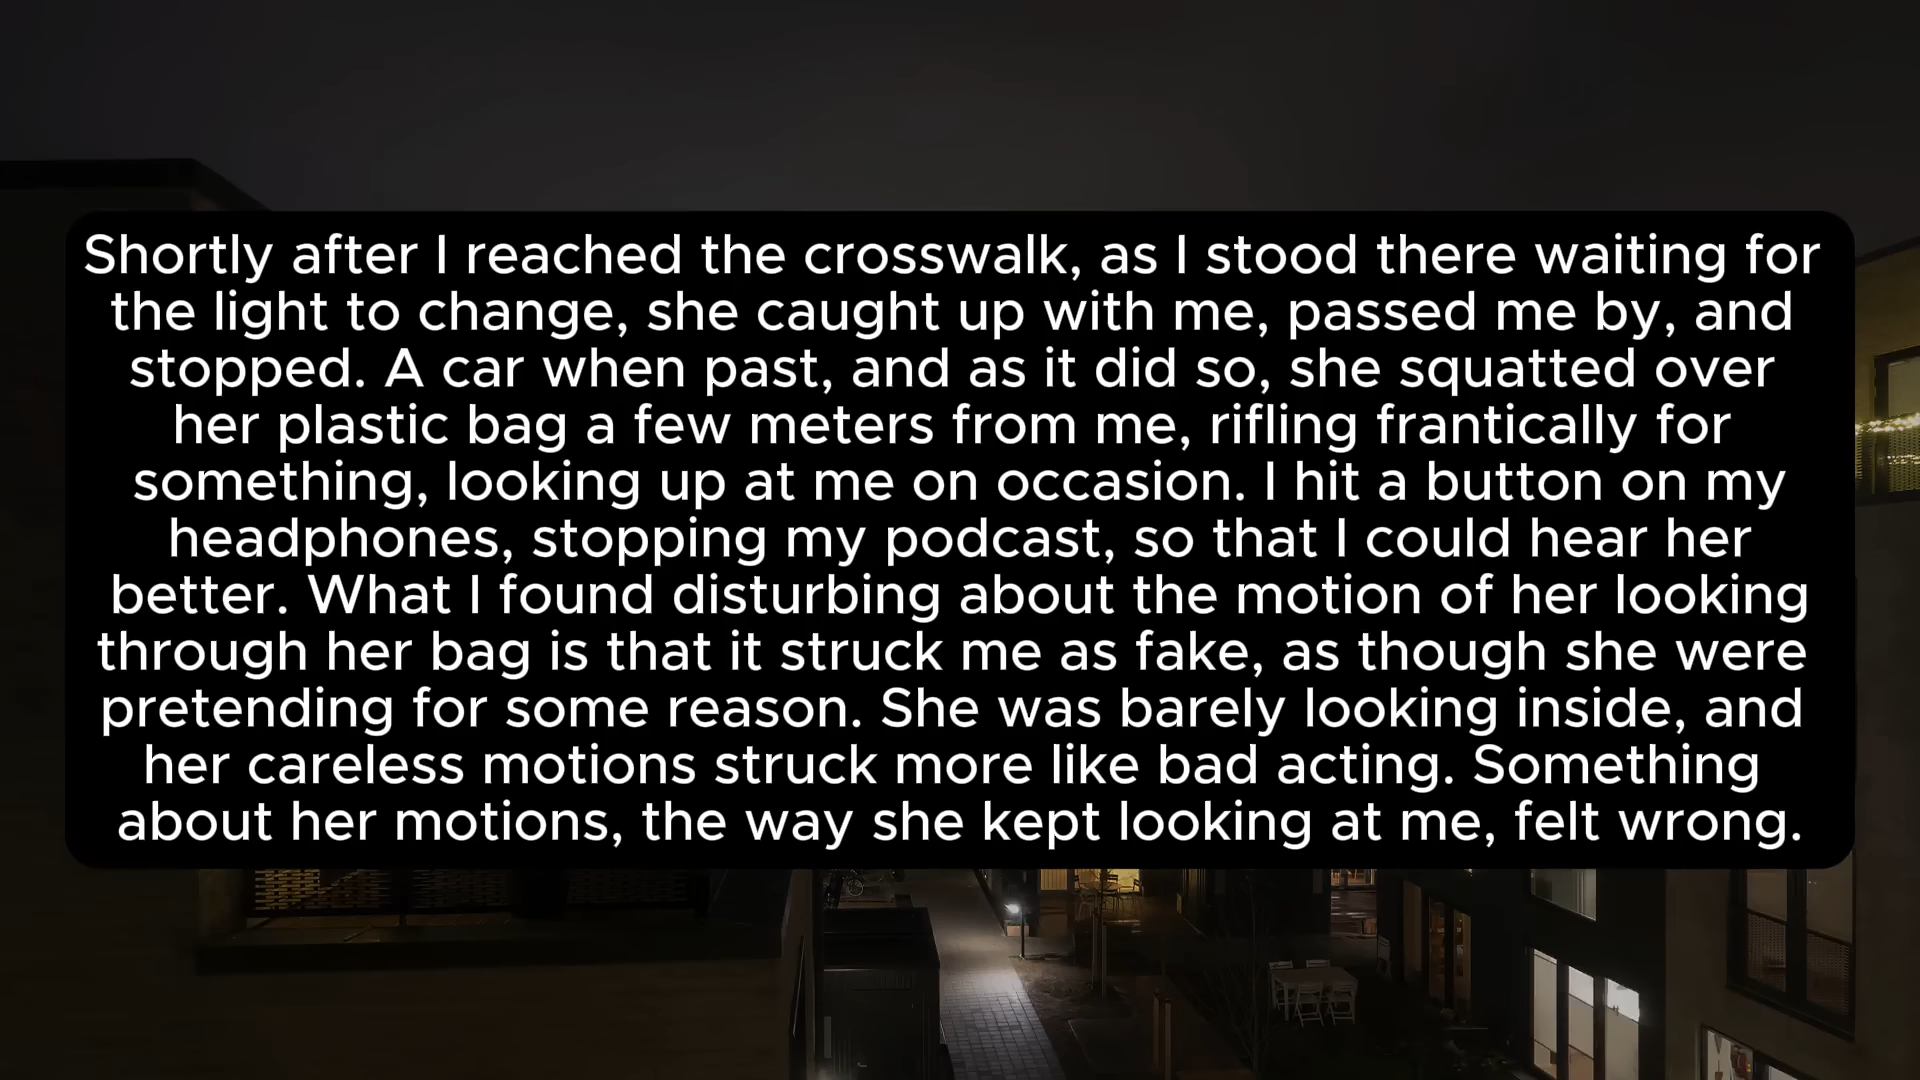 Shortly after I reached the crosswalk, as I stood there waiting for
the light to change, she caught up with me, passed me by, and
stopped. A car when past, and as it did so, she squatted over
her plastic bag a few meters from me, rifling frantically for
something, looking up at me on occasion. I hit a button on my
headphones, stopping my podcast, so that I could hear her
better. What I found disturbing about the motion of her looking
through her bag is that it struck me as fake, as though she were
pretending for some reason. She was barely looking inside, and
her careless motions struck more like bad acting. Something
about her motions, the way she kept looking at me, felt wrong.